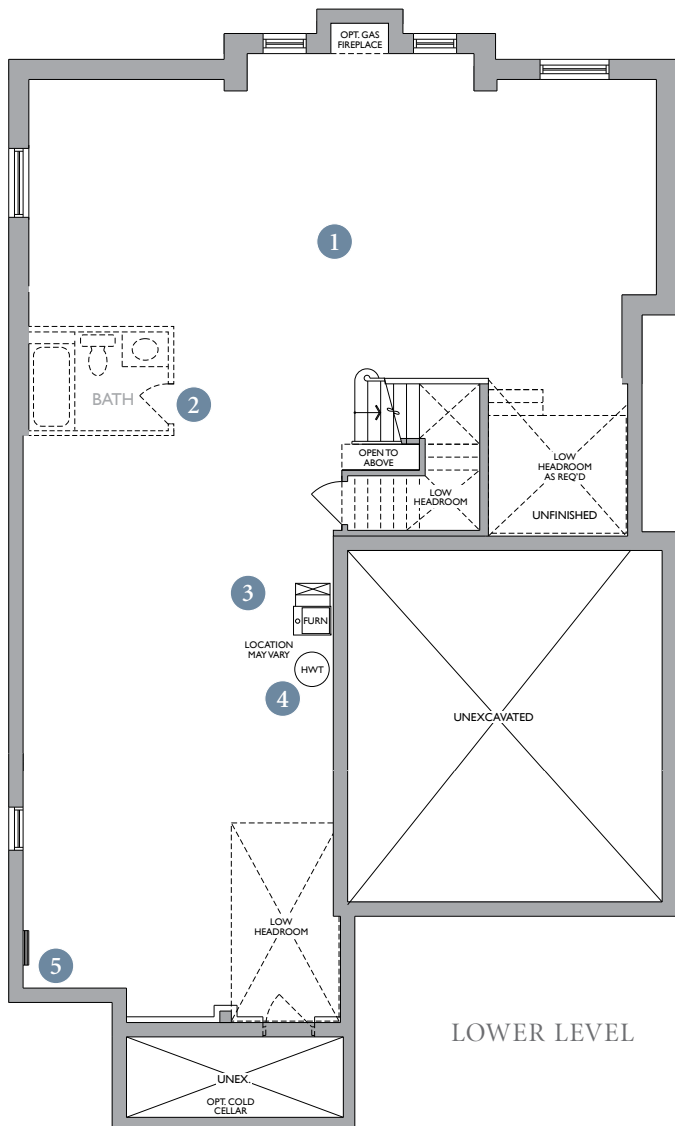 OPT. GAS
FIREPLACE
1
BATH
2
OPEN TO
ABOVE
LOW
HEADROOM
LOW
HEADROOM
AS REQ'D
UNFINISHED
3
FURN
LOCATION
MAY VARY
HWT
4
UNEXCAVATED
LOW
HEADROOM
5
LOWER LEVEL
UNEX.
OPT. COLD
CELLAR